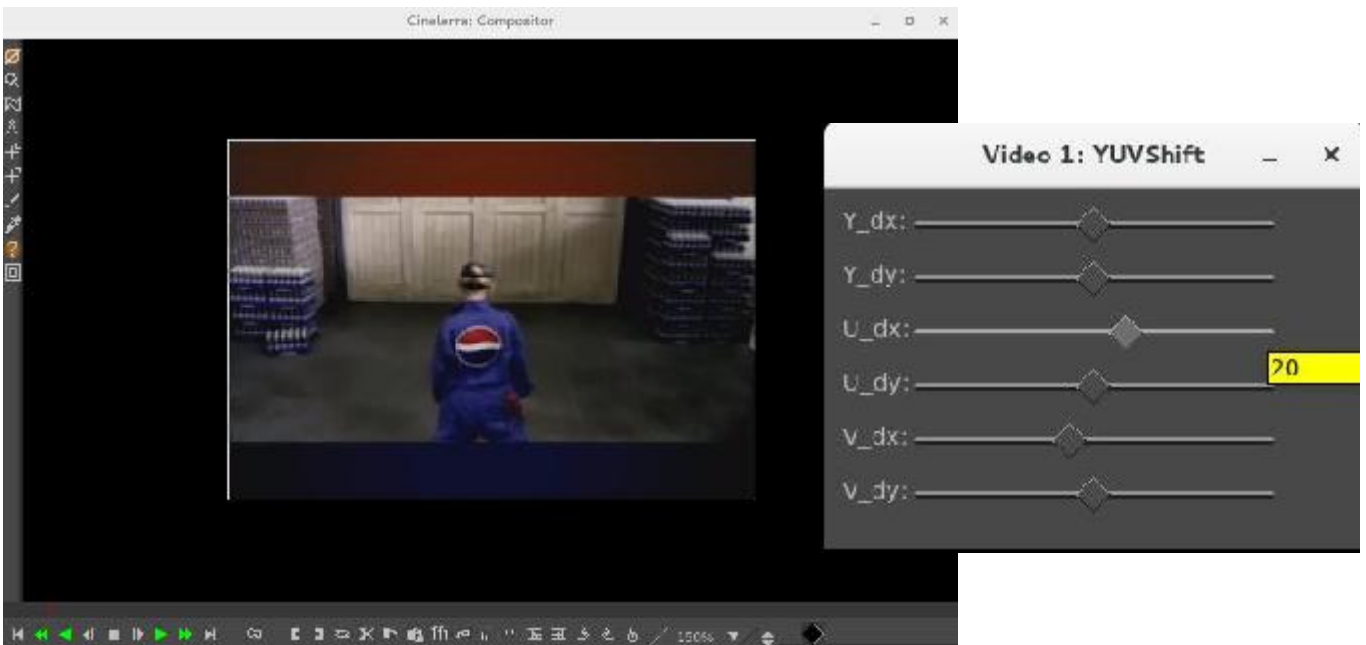 Cinelerra: Compositor
Video 1: YUVShift
Y_dx:
Y_dy:
U_dx:
20
U_dy:
V_dx:
V_dy:
150%